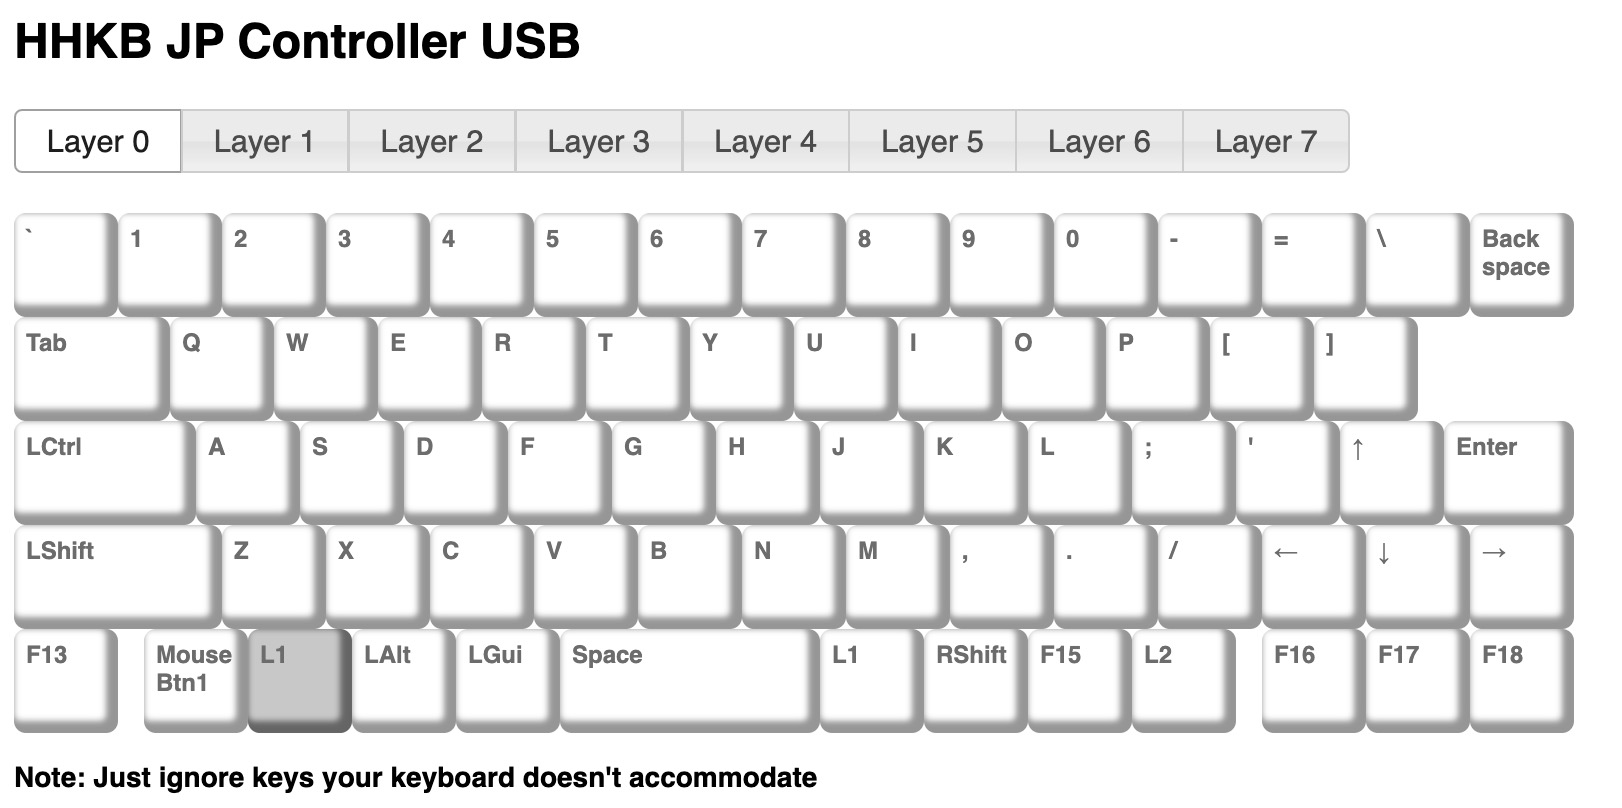 HHKB JP Controller USB
Layer 0 Layer 1 Layer 2 Layer 3 Layer 4 Layer 5 Layer 6 Layer 7
` 1 2 3 4 5 6 7 8 9 0 - = \ Back
space
Tab Q W E R T Y U I O P [ ]
LCtrl A S D F G H J K L ; ' ↑ Enter
LShift Z X C V B N M , . / ← ↓ →
F13 Mouse L1 LAlt LGui Space L1 RShift F15 L2 F16 F17 F18
Btn1
Note: Just ignore keys your keyboard doesn't accommodate